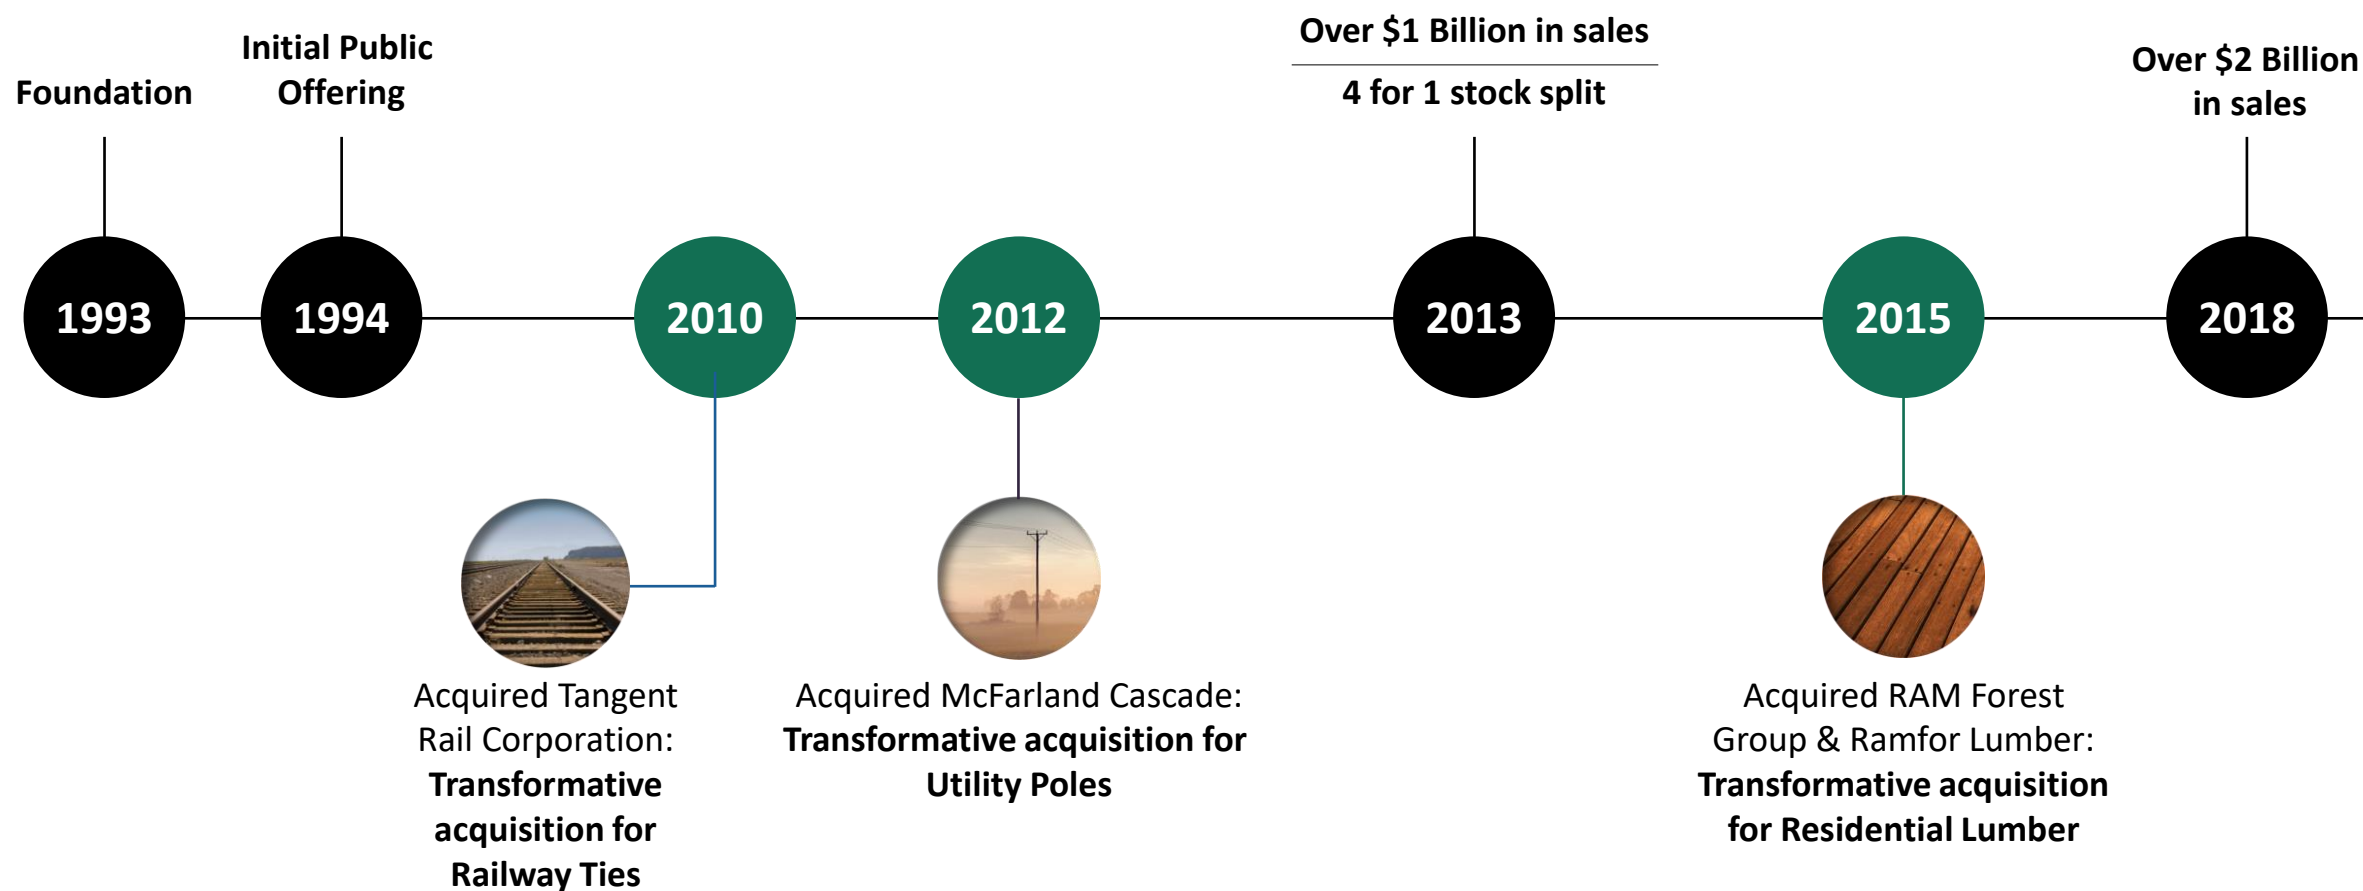 Foundation
Initial Public
Offering
Over $1 Billion in sales
4 for 1 stock split
Over $2 Billion
in sales
1993
1994
2010
2012
2013
2015
2018
Acquired Tangent
Rail Corporation:
Transformative
acquisition for
Railway Ties
Acquired McFarland Cascade:
Transformative acquisition for
Utility Poles
Acquired RAM Forest
Group & Ramfor Lumber:
Transformative acquisition
for Residential Lumber